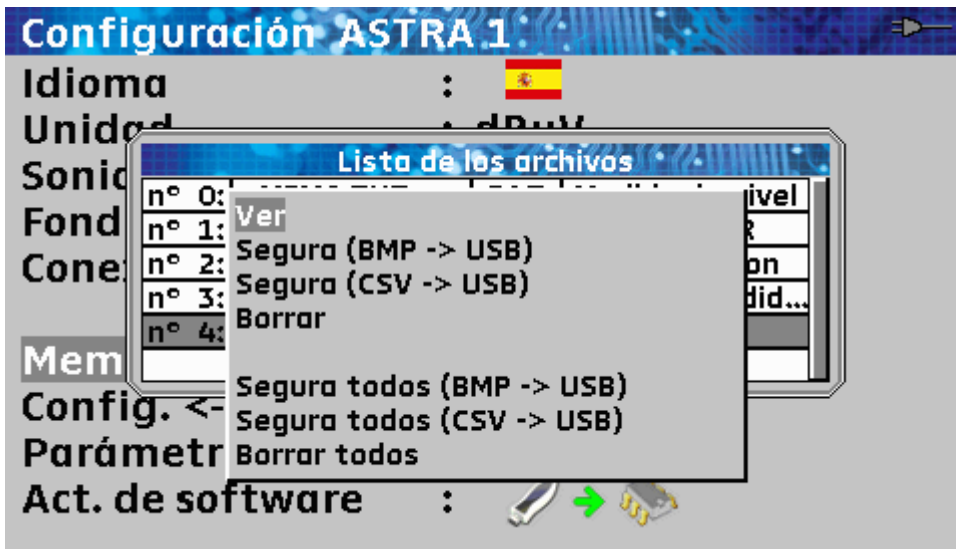 Configuración ASTRA 1
Idioma :
Unidad : dBµV
Lista de los archivos
Sonid
n° 0: ivel
Fond
n° 1:
Ver
Segura (BMP -> USB)
Cone
n° 2: on
Segura (CSV -> USB)
n° 3: did...
Borrar
n° 4:
Mem
Segura todos (BMP -> USB)
Config. <-
Segura todos (CSV -> USB)
Parámetr
Borrar todos
Act. de software :